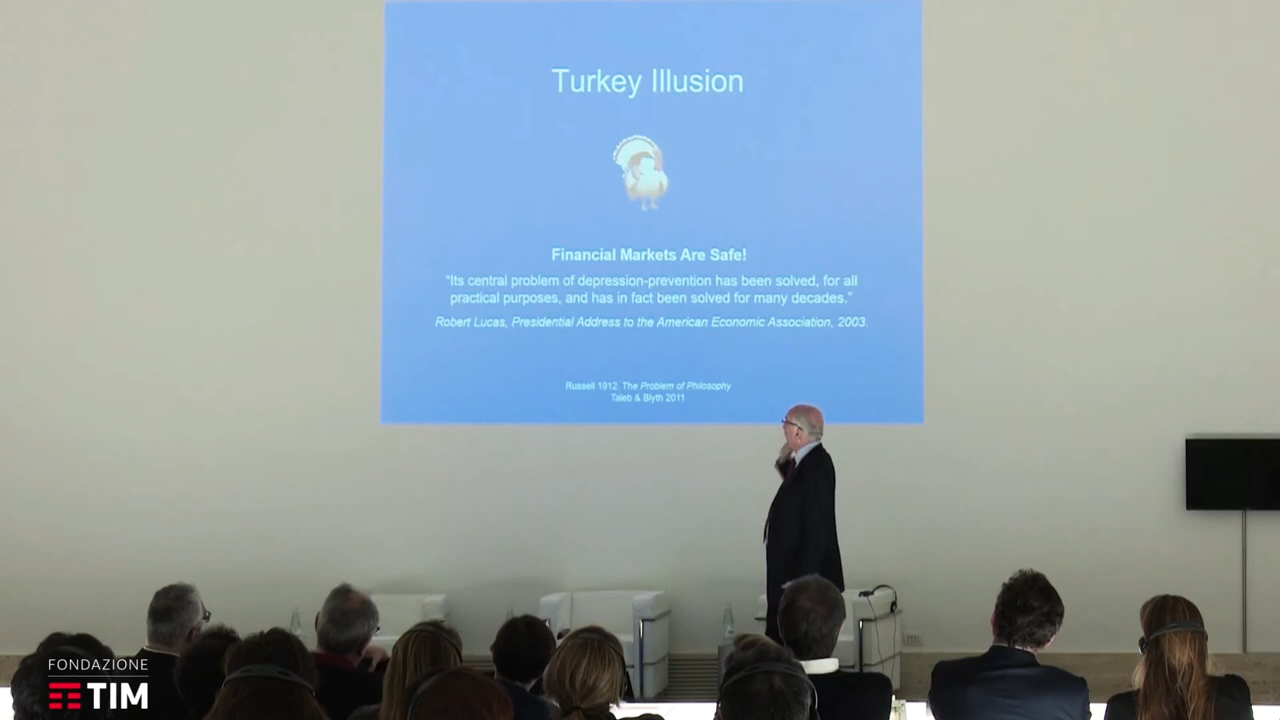 Turkey Illusion
Financial Markets Are Safe!
“Its central problem of depression-prevention has been solved, for all
practical purposes, and has in fact been solved for many decades.”
Robert Lucas, Presidential Address to the American Economic Association, 2003.
Russell 1912. The Problem of Philosophy
Taleb & Blyth 2011
FONDAZIONE
TIM